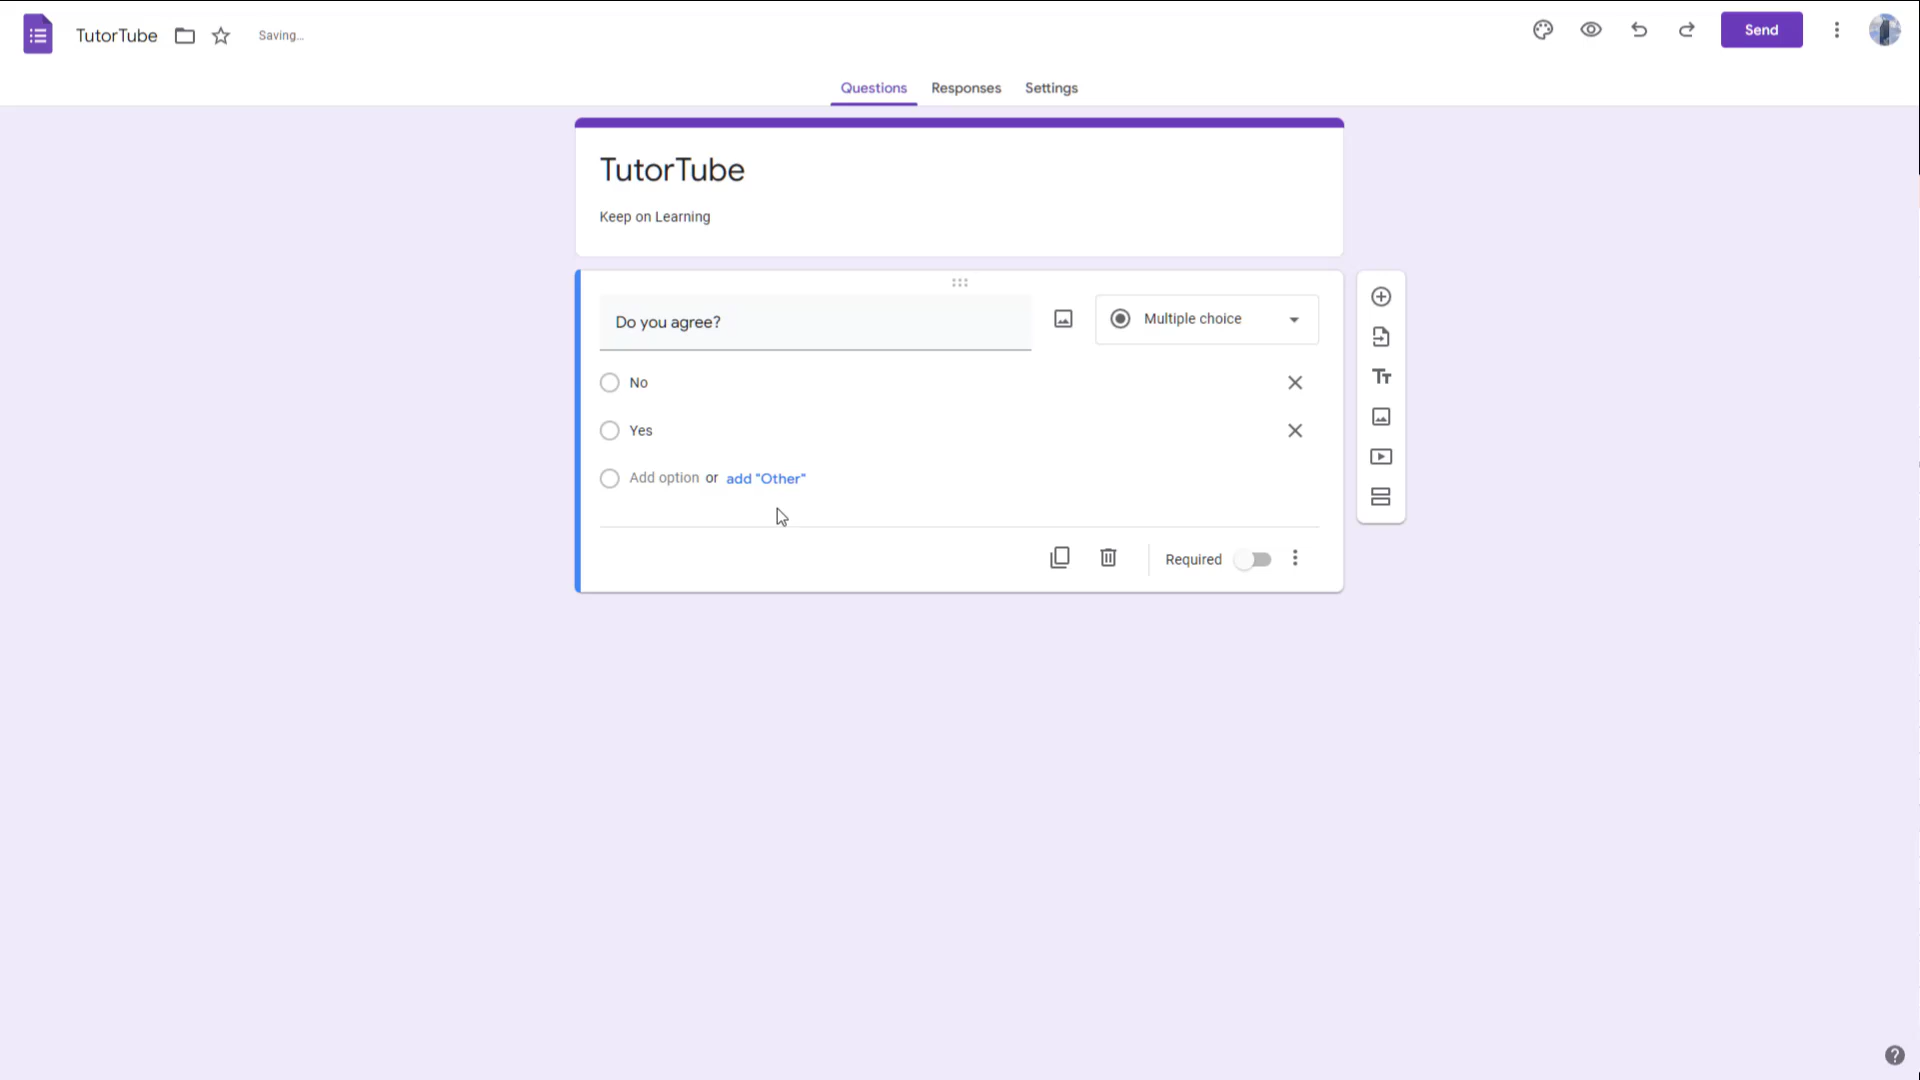 TutorTube
Saving...
Send
Questions Responses Settings
TutorTube
Keep on Learning
Do you agree?
Multiple choice
No
Yes
Add option or add "Other"
Required